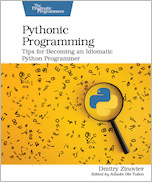 The
Pragmatic
Programmers
Pythonic
Programming
Tips for Becoming an Idiomatic
Python Programmer
Dmitry Zinoviev
Edited by Adaobi Obi Tulton